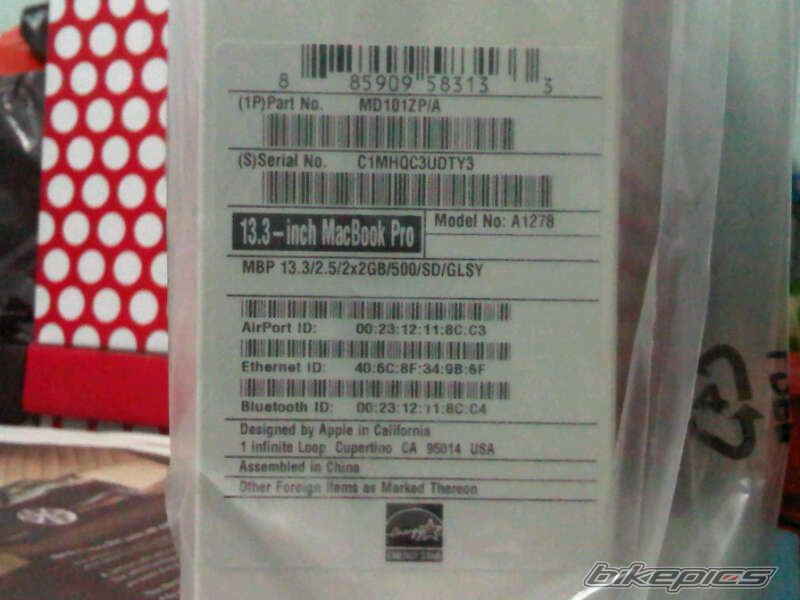 8 85909 58313 3
(1P)Part No. MD101ZP/A
(S)Serial No. C1MHQC3UDTY3
13.3-inch MacBook Pro
Model No: A1278
MBP 13.3/2.5/2x2GB/500/SD/GLSY
AirPort ID: 00:23:12:11:8C:C3
Ethernet ID: 40:6C:8F:34:9B:6F
Bluetooth ID: 00:23:12:11:8C:C4
Designed by Apple in California
1 Infinite Loop Cupertino CA 95014 USA
Assembled in China
Other Foreign Items as Marked Thereon
energy
ENERGY STAR
bikepics